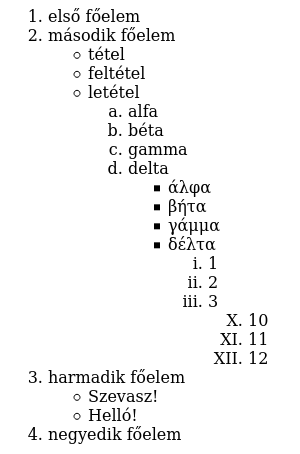 1. első főelem
2. második főelem
○ tétel
○ feltétel
○ letétel
a. alfa
b. béta
c. gamma
d. delta
▪ άλφα
▪ βήτα
▪ γάμμα
▪ δέλτα
i. 1
ii. 2
iii. 3
X. 10
XI. 11
XII. 12
3. harmadik főelem
○ Szevasz!
○ Helló!
4. negyedik főelem